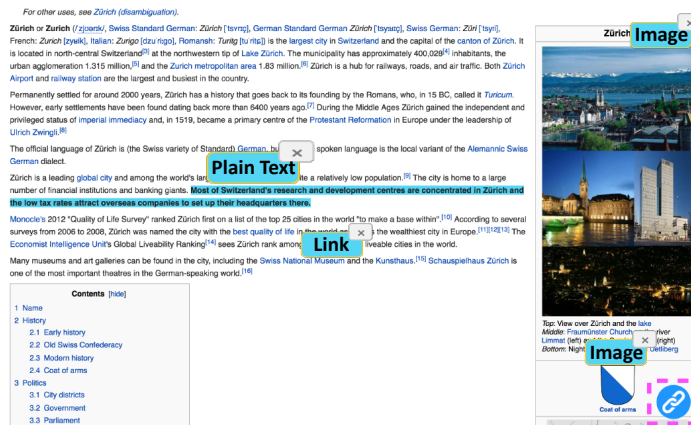 For other uses, see Zürich (disambiguation).
Zürich or Zurich (/ˈzjʊərɪk/, Swiss Standard German: Zürich [ˈtsyrɪç], German Standard German Zürich [ˈtsyːrɪç], Swiss German: Züri [ˈtsyri],
French: Zurich [zyʁik], Italian: Zurigo [dzuˈriːɡo], Romansh: Turitg
is the largest city in Switzerland and the capital of the canton of Zürich. It
is located in north-central Switzerland[3] at the northwestern tip of Lake Zürich. The municipality has approximately 400,028[4] inhabitants, the
urban agglomeration 1.315 million,[5] and the Zurich metropolitan area 1.83 million.[6] Zürich is a hub for railways, roads, and air traffic. Both Zürich
Airport and railway station are the largest and busiest in the country.
Permanently settled for around 2000 years, Zürich has a history that goes back to its founding by the Romans, who, in 15 BC, called it Turicum.
However, early settlements have been found dating back more than 6400 years ago.[7] During the Middle Ages Zürich gained the independent and
privileged status of imperial immediacy and, in 1519, became a primary centre of the Protestant Reformation in Europe under the leadership of
Ulrich Zwingli.[8]
The official language of Zürich is (the Swiss variety of Standard) German, spoken language is the local variant of the Alemannic Swiss
German dialect.
Plain Text
Zürich is a leading global city and among the world's a relatively low population.[9] The city is home to a large
number of financial institutions and banking giants. Most of Switzerland's research and development centres are concentrated in Zürich and
the low tax rates attract overseas companies to set up their headquarters there.
Monocle's 2012 "Quality of Life Survey" ranked Zürich first on a list of the top 25 cities in the world "to make a base within".[10] According to several
surveys from 2006 to 2008, Zürich was named the city with the best quality of life in the world the wealthiest city in Europe.[11][12][13] The
Economist Intelligence Unit's Global Liveability Ranking[14] sees Zürich rank liveable cities in the world.
Link
Many museums and art galleries can be found in the city, including the Swiss National Museum and the Kunsthaus.[15] Schauspielhaus Zürich is
one of the most important theatres in the German-speaking world.[16]
Contents [hide]
1 Name
2 History
2.1 Early history
2.2 Old Swiss Confederacy
2.3 Modern history
2.4 Coat of arms
3 Politics
3.1 City districts
3.2 Government
3.3 Parliament
Zürich
Image
Top: View over Zürich and the lake
Middle: Fraumünster Church river
Limmat (left) (right)
Bottom: Night Uetliberg
Image
Coat of arms